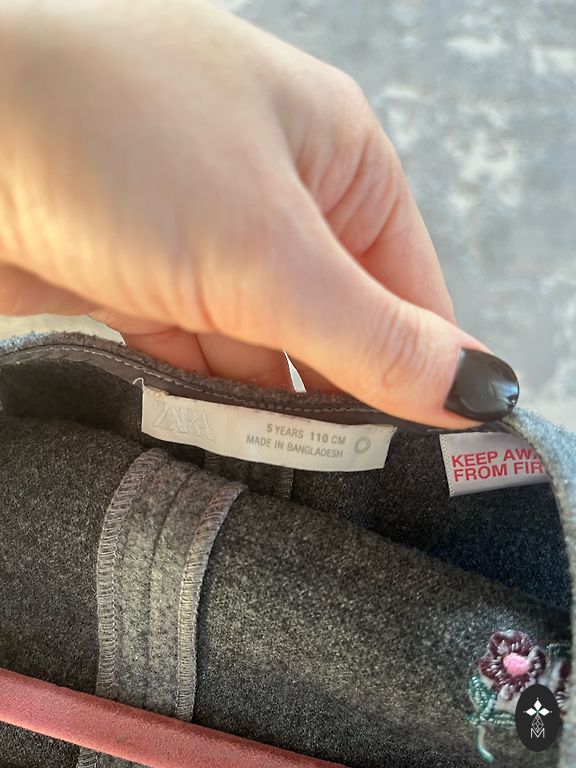 ZARA
5 YEARS 110 CM
MADE IN BANGLADESH
KEEP AWA
FROM FIR